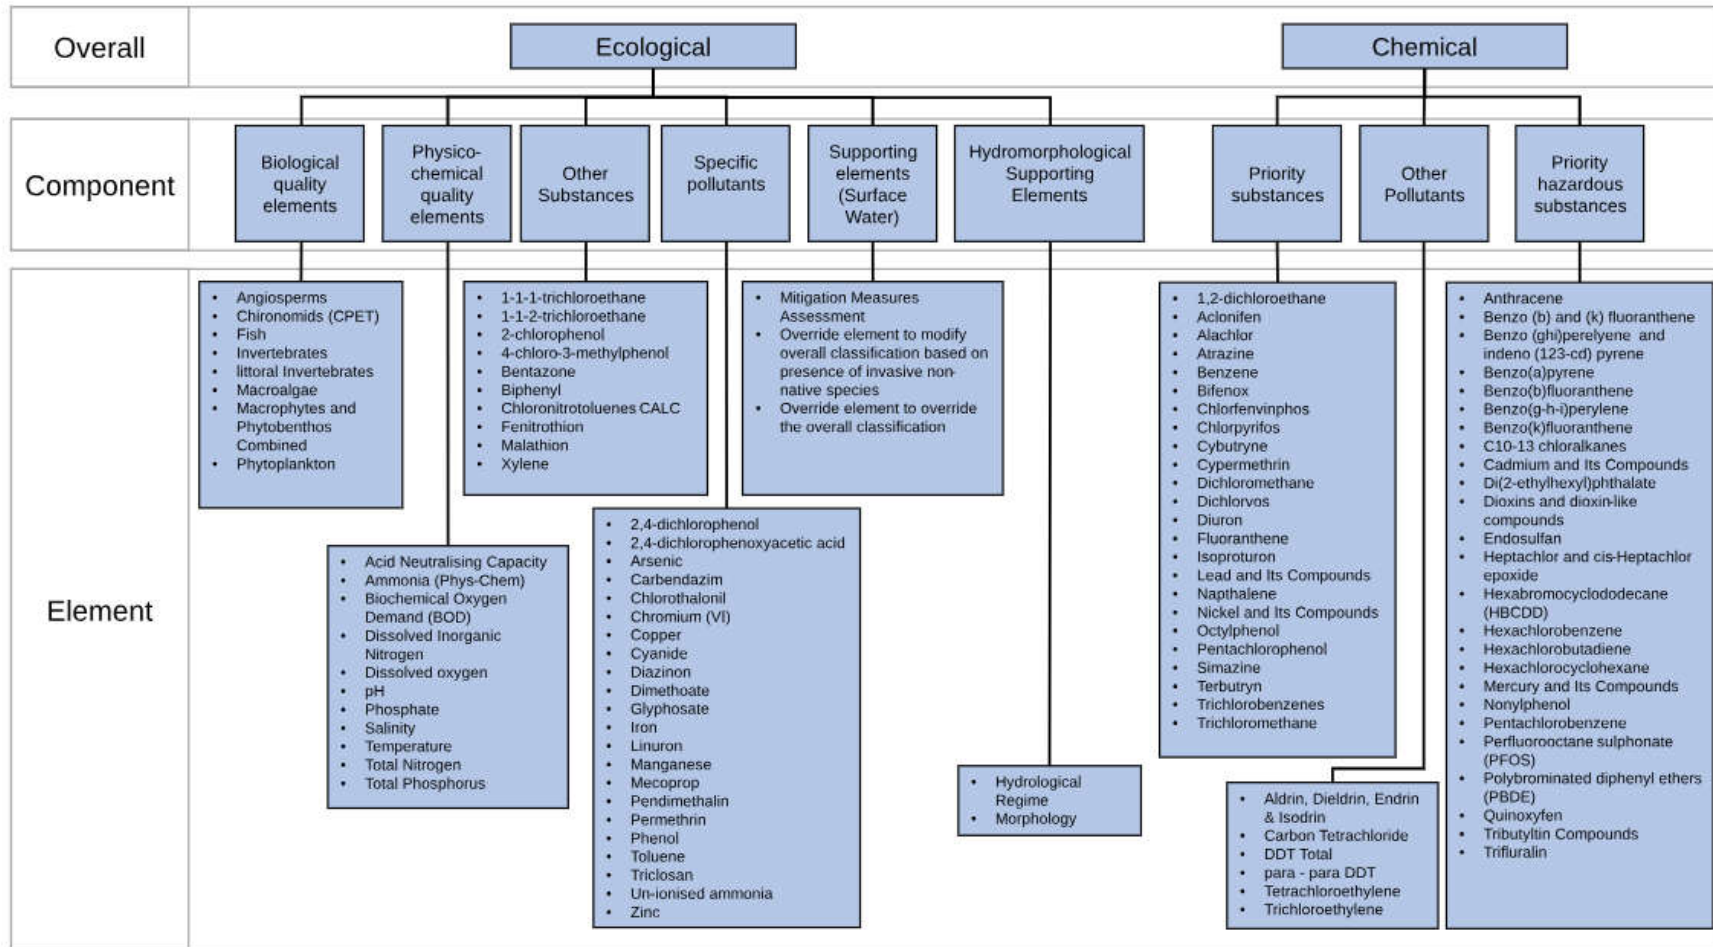 Overall
Ecological
Chemical
Component
Biological
quality
elements
Physico-
chemical
quality
elements
Other
Substances
Specific
pollutants
Supporting
elements
(Surface
Water)
Hydromorphological
Supporting
Elements
Priority
substances
Other
Pollutants
Priority
hazardous
substances
Element
• Angiosperms
• Chironomids (CPET)
• Fish
• Invertebrates
• littoral Invertebrates
• Macroalgae
• Macrophytes and
Phytobenthos
Combined
• Phytoplankton
• Acid Neutralising Capacity
• Ammonia (Phys-Chem)
• Biochemical Oxygen
Demand (BOD)
• Dissolved Inorganic
Nitrogen
• Dissolved oxygen
• pH
• Phosphate
• Salinity
• Temperature
• Total Nitrogen
• Total Phosphorus
• 1-1-1-trichloroethane
• 1-1-2-trichloroethane
• 2-chlorophenol
• 4-chloro-3-methylphenol
• Bentazone
• Biphenyl
• Chloronitrotoluenes CALC
• Fenitrothion
• Malathion
• Xylene
• 2,4-dichlorophenol
• 2,4-dichlorophenoxyacetic acid
• Arsenic
• Carbendazim
• Chlorothalonil
• Chromium (VI)
• Copper
• Cyanide
• Diazinon
• Dimethoate
• Glyphosate
• Iron
• Linuron
• Manganese
• Mecoprop
• Pendimethalin
• Permethrin
• Phenol
• Toluene
• Triclosan
• Un-ionised ammonia
• Zinc
• Mitigation Measures
Assessment
• Override element to modify
overall classification based on
presence of invasive non-
native species
• Override element to override
the overall classification
• Hydrological
Regime
• Morphology
• 1,2-dichloroethane
• Aclonifen
• Alachlor
• Atrazine
• Benzene
• Bifenox
• Chlorfenvinphos
• Chlorpyrifos
• Cybutryne
• Cypermethrin
• Dichloromethane
• Dichlorvos
• Diuron
• Fluoranthene
• Isoproturon
• Lead and Its Compounds
• Napthalene
• Nickel and Its Compounds
• Octylphenol
• Pentachlorophenol
• Simazine
• Terbutryn
• Trichlorobenzenes
• Trichloromethane
• Aldrin, Dieldrin, Endrin
& Isodrin
• Carbon Tetrachloride
• DDT Total
• para - para DDT
• Tetrachloroethylene
• Trichloroethylene
• Anthracene
• Benzo (b) and (k) fluoranthene
• Benzo (ghi)perelyene and
indeno (123-cd) pyrene
• Benzo(a)pyrene
• Benzo(b)fluoranthene
• Benzo(g-h-i)perylene
• Benzo(k)fluoranthene
• C10-13 chloralkanes
• Cadmium and Its Compounds
• Di(2-ethylhexyl)phthalate
• Dioxins and dioxin-like
compounds
• Endosulfan
• Heptachlor and cis-Heptachlor
epoxide
• Hexabromocyclododecane
(HBCDD)
• Hexachlorobenzene
• Hexachlorobutadiene
• Hexachlorocyclohexane
• Mercury and Its Compounds
• Nonylphenol
• Pentachlorobenzene
• Perfluorooctane sulphonate
(PFOS)
• Polybrominated diphenyl ethers
(PBDE)
• Quinoxyfen
• Tributyltin Compounds
• Trifluralin